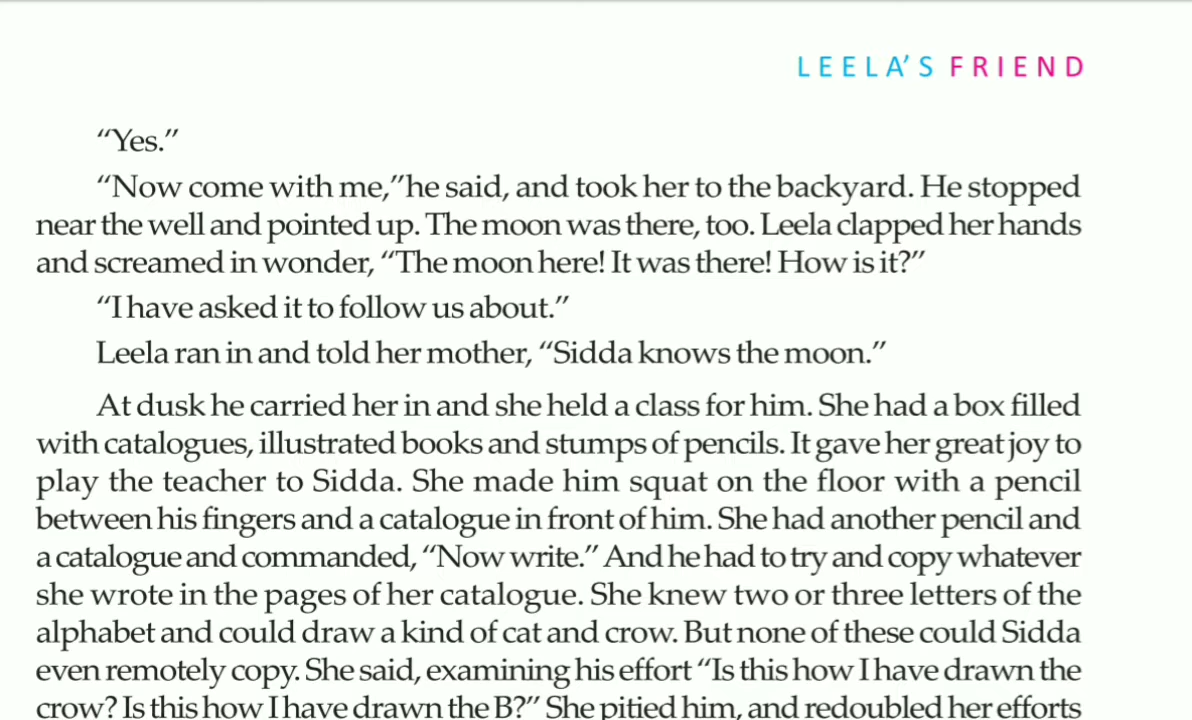 LEELA'S FRIEND
“Yes.”
“Now come with me,”he said, and took her to the backyard. He stopped
near the well and pointed up. The moon was there, too. Leela clapped her hands
and screamed in wonder, “The moon here! It was there! How is it?”
“I have asked it to follow us about.”
Leela ran in and told her mother, “Sidda knows the moon.”
At dusk he carried her in and she held a class for him. She had a box filled
with catalogues, illustrated books and stumps of pencils. It gave her great joy to
play the teacher to Sidda. She made him squat on the floor with a pencil
between his fingers and a catalogue in front of him. She had another pencil and
a catalogue and commanded, “Now write.” And he had to try and copy whatever
she wrote in the pages of her catalogue. She knew two or three letters of the
alphabet and could draw a kind of cat and crow. But none of these could Sidda
even remotely copy. She said, examining his effort “Is this how I have drawn the
crow? Is this how I have drawn the B?” She pitied him, and redoubled her efforts